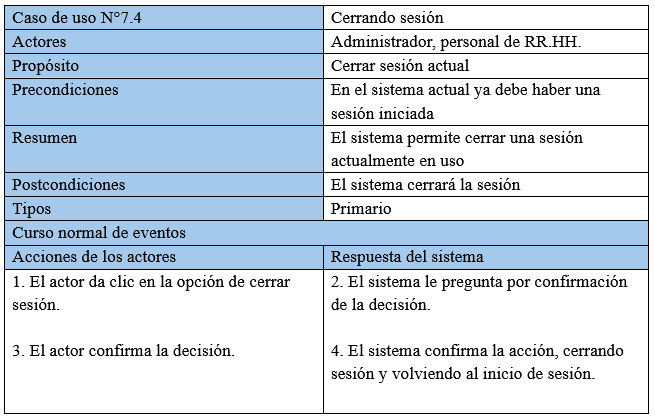 Caso de uso N°7.4
Cerrando sesión
Actores
Administrador, personal de RR.HH.
Propósito
Cerrar sesión actual
Precondiciones
En el sistema actual ya debe haber una
sesión iniciada
Resumen
El sistema permite cerrar una sesión
actualmente en uso
Postcondiciones
El sistema cerrará la sesión
Tipos
Primario
Curso normal de eventos
Acciones de los actores
Respuesta del sistema
1. El actor da clic en la opción de cerrar
sesión.
2. El sistema le pregunta por confirmación
de la decisión.
3. El actor confirma la decisión.
4. El sistema confirma la acción, cerrando
sesión y volviendo al inicio de sesión.